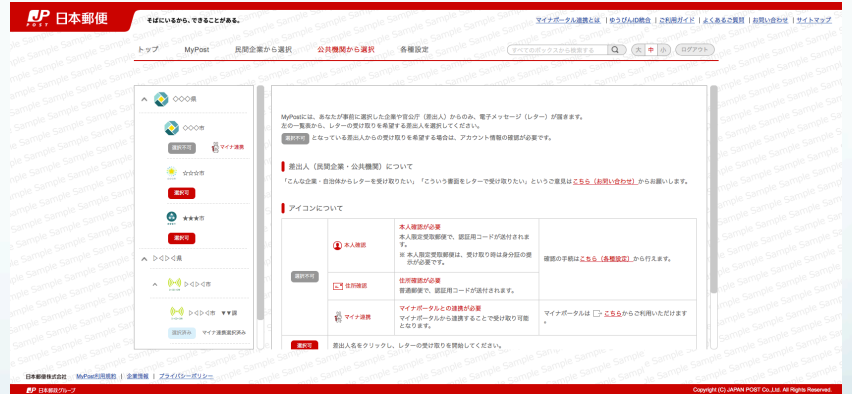 JP POST 日本郵便
そばにいるから、できることがある。
マイナポータル連携とは | ゆうびんID統合 | ご利用ガイド | よくあるご質問 | お問い合わせ | サイトマップ
トップ MyPost 民間企業から選択 公共機関から選択 各種設定 すべてのボックスから検索する 大 中 小 ログアウト
○○○県
○○○市
選択不可 マイナ連携
☆☆☆市
選択可
★★★市
選択可
▷◁▷◁県
▷◁▷◁市
▷◁▷◁市 ▼▼課
選択済み マイナ連携選択済み
MyPostには、あなたが事前に選択した企業や官公庁（差出人）からのみ、電子メッセージ（レター）が届きます。
左の一覧表から、レターの受け取りを希望する差出人を選択してください。
選択不可 となっている差出人からの受け取りを希望する場合は、アカウント情報の確認が必要です。
差出人（民間企業・公共機関）について
「こんな企業・自治体からレターを受け取りたい」「こういう書面をレターで受け取りたい」というご意見はこちら（お問い合わせ）からお願いします。
アイコンについて
選択不可
本人確認
本人確認が必要
本人限定受取郵便で、認証用コードが送付されま
す。
※ 本人限定受取郵便は、受け取り時は身分証の提
示が必要です。
確認の手続はこちら（各種設定）から行えます。
住所確認
住所確認が必要
普通郵便で、認証用コードが送付されます。
マイナ連携
マイナポータルとの連携が必要
マイナポータルから連携することで受け取り可能
となります。
マイナポータルは こちらからご利用いただけます
。
選択可 差出人名をクリックし、レターの受け取りを開始してください。
日本郵便株式会社 MyPost利用規約 | 企業情報 | プライバシーポリシー
JP 日本郵政グループ
Copyright (C) JAPAN POST Co.,Ltd. All Rights Reserved.
Sample